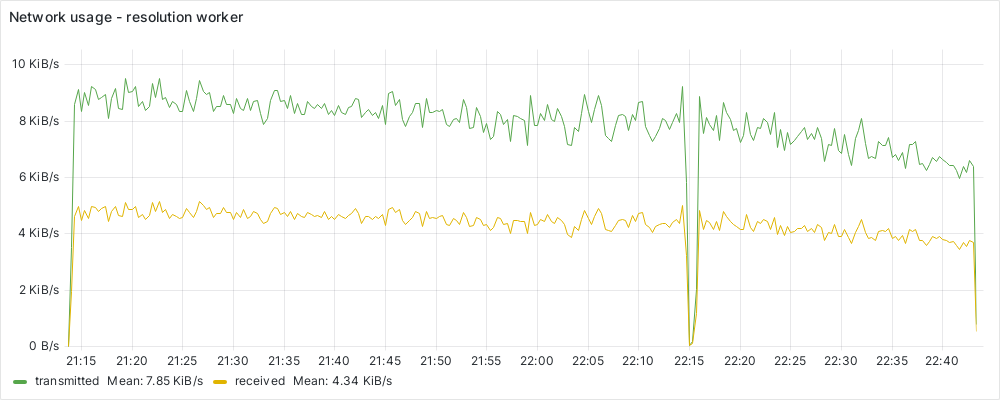 Network usage - resolution worker
10 KiB/s
8 KiB/s
6 KiB/s
4 KiB/s
2 KiB/s
0 B/s
21:15 21:20 21:25 21:30 21:35 21:40 21:45 21:50 21:55 22:00 22:05 22:10 22:15 22:20 22:25 22:30 22:35 22:40
transmitted Mean: 7.85 KiB/s received Mean: 4.34 KiB/s